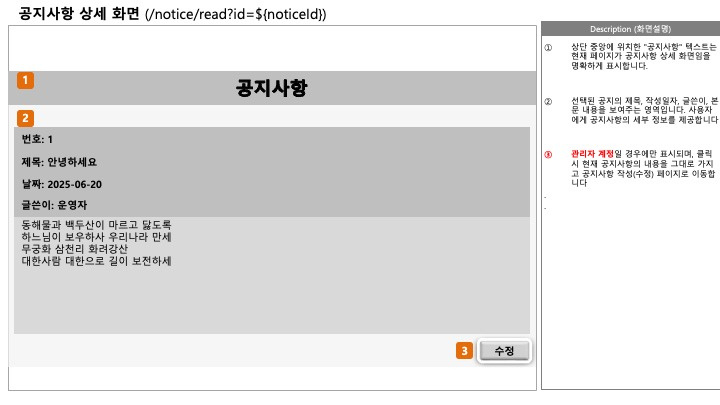 공지사항 상세 화면 (/notice/read?id=${noticeId})
1
공지사항
2
번호: 1
제목: 안녕하세요
날짜: 2025-06-20
글쓴이: 운영자
동해물과 백두산이 마르고 닳도록
하느님이 보우하사 우리나라 만세
무궁화 삼천리 화려강산
대한사람 대한으로 길이 보전하세
3
수정
Description (화면설명)
① 상단 중앙에 위치한 "공지사항" 텍스트는
현재 페이지가 공지사항 상세 화면임을
명확하게 표시합니다.
② 선택된 공지의 제목, 작성일자, 글쓴이, 본
문 내용을 보여주는 영역입니다. 사용자
에게 공지사항의 세부 정보를 제공합니다
③ 관리자 계정일 경우에만 표시되며, 클릭
시 현재 공지사항의 내용을 그대로 가지
고 공지사항 작성(수정) 페이지로 이동합
니다
.
.